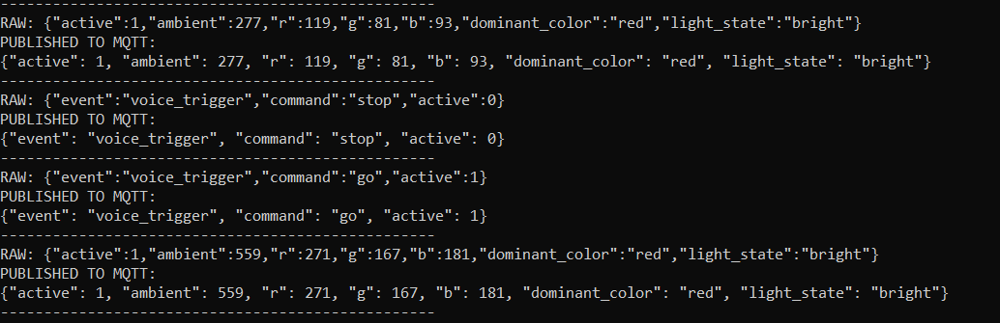 --------------------------------------------------
RAW: {"active":1,"ambient":277,"r":119,"g":81,"b":93,"dominant_color":"red","light_state":"bright"}
PUBLISHED TO MQTT:
{"active": 1, "ambient": 277, "r": 119, "g": 81, "b": 93, "dominant_color": "red", "light_state": "bright"}
--------------------------------------------------
RAW: {"event":"voice_trigger","command":"stop","active":0}
PUBLISHED TO MQTT:
{"event": "voice_trigger", "command": "stop", "active": 0}
--------------------------------------------------
RAW: {"event":"voice_trigger","command":"go","active":1}
PUBLISHED TO MQTT:
{"event": "voice_trigger", "command": "go", "active": 1}
--------------------------------------------------
RAW: {"active":1,"ambient":559,"r":271,"g":167,"b":181,"dominant_color":"red","light_state":"bright"}
PUBLISHED TO MQTT:
{"active": 1, "ambient": 559, "r": 271, "g": 167, "b": 181, "dominant_color": "red", "light_state": "bright"}
--------------------------------------------------